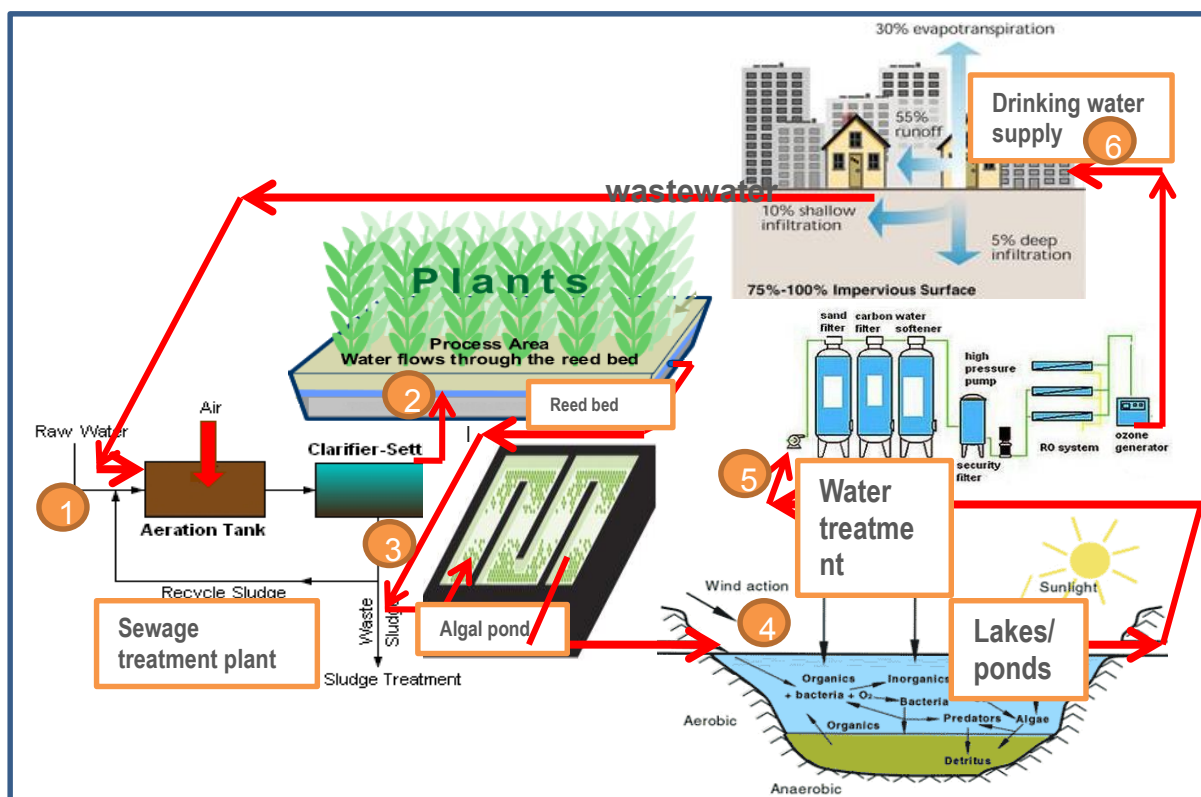 30% evapotranspiration
Drinking water
supply
6
55%
runoff
wastewater
10% shallow
infiltration
5% deep
infiltration
75%-100% Impervious Surface
Plants
Process Area
Water flows through the reed bed
2
Reed bed
sand
filter
carbon
filter
water
softener
high
pressure
pump
security
filter
RO system
ozone
generator
Air
Raw Water
1
Aeration Tank
Clarifier-Sett
3
Recycle Sludge
Waste
Sludge
Sludge Treatment
Sewage
treatment plant
Algal pond
5
Water
treatme
nt
Wind action
4
Sunlight
Lakes/
ponds
Organics
+ bacteria + O₂
Inorganics
Bacteria
Organics
Predators
Algae
Detritus
Aerobic
Anaerobic